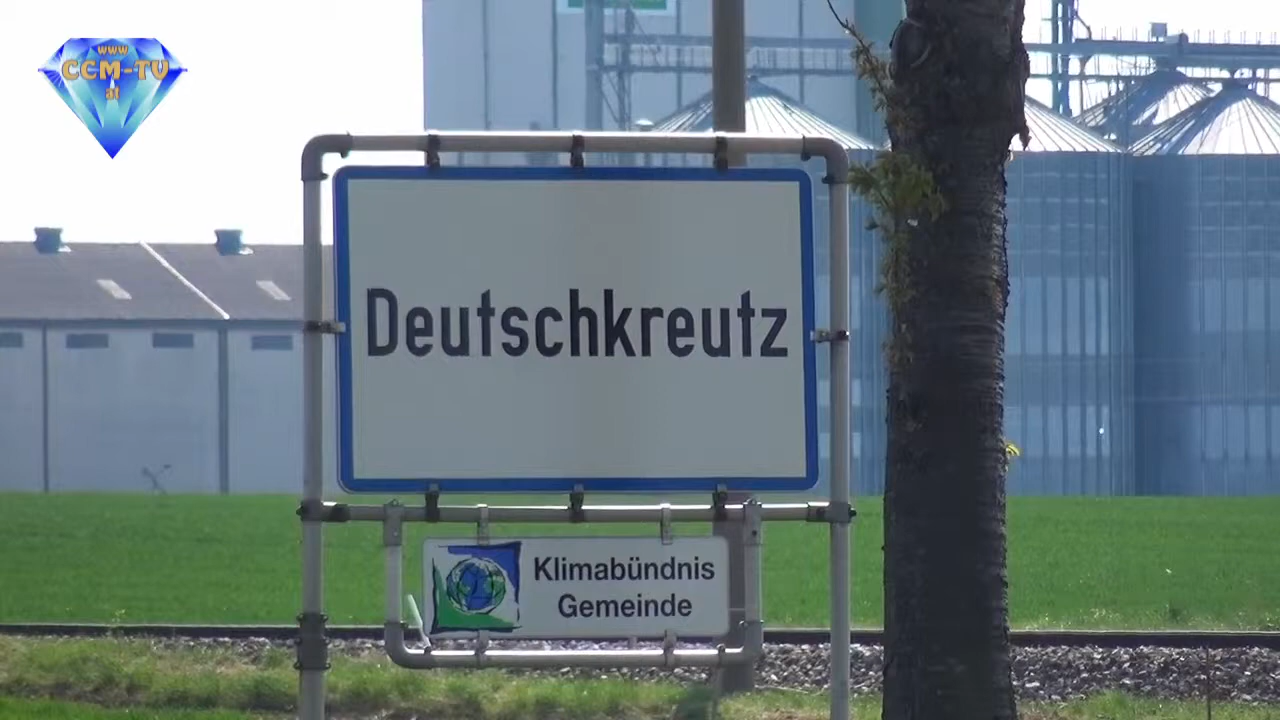 www
CCM-TV
at
Deutschkreutz
Klimabündnis
Gemeinde